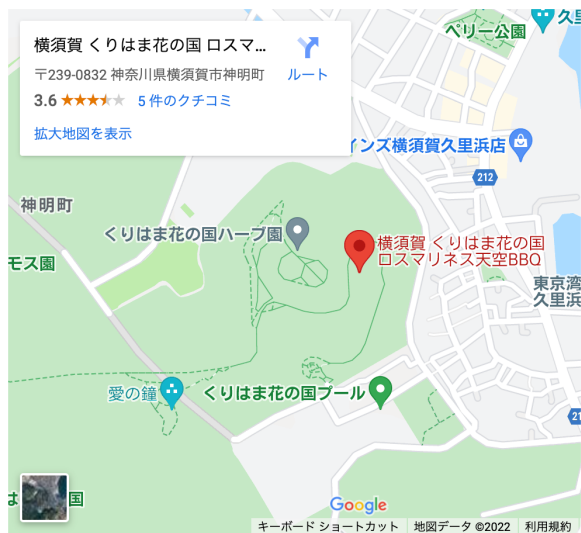 横須賀 くりはま花の国 ロスマ...
〒239-0832 神奈川県横須賀市神明町
ルート
3.6
5 件のクチコミ
拡大地図を表示
ペリー公園
久里
インズ横須賀久里浜店
212
神明町
くりはま花の国ハーブ園
横須賀 くりはま花の国
ロスマリネス天空BBQ
モス園
東京湾
久里浜
愛の鐘
くりはま花の国プール
21
は
国
Google
キーボード ショートカット
地図データ ©2022
利用規約